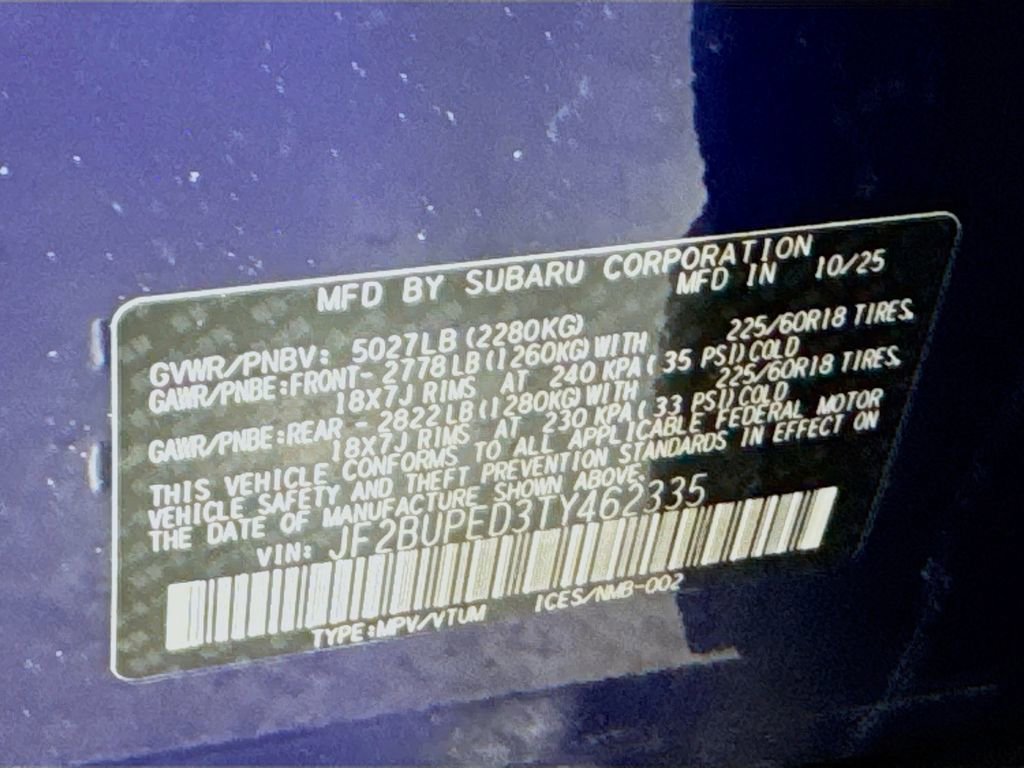 MFD BY SUBARU CORPORATION
MFD IN 10/25
GVWR/PNBV: 5027LB (2280KG)
GAWR/PNBE:FRONT- 2778LB(1260KG)WITH 225/60R18 TIRES.
18X7J RIMS AT 240 KPA( 35 PSI)COLD
GAWR/PNBE:REAR - 2822LB(1280KG)WITH 225/60R18 TIRES.
18X7J RIMS AT 230 KPA( 33 PSI)COLD
THIS VEHICLE CONFORMS TO ALL APPLICABLE FEDERAL MOTOR
VEHICLE SAFETY AND THEFT PREVENTION STANDARDS IN EFFECT ON
THE DATE OF MANUFACTURE SHOWN ABOVE.
VIN: JF2BUPED3TY462335
TYPE:MPV/VTUM ICES/NMB-002